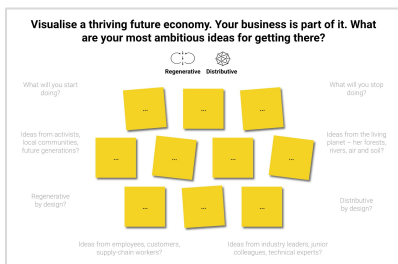 Visualise a thriving future economy. Your business is part of it. What
are your most ambitious ideas for getting there?
Regenerative Distributive
What will you start
doing?
What will you stop
doing?
... ... ...
Ideas from activists,
local communities,
future generations?
Ideas from the living
planet – her forests,
rivers, air and soil?
... ... ... ...
Regenerative
by design?
Distributive
by design?
... ... ...
Ideas from employees, customers,
supply-chain workers?
Ideas from industry leaders, junior
colleagues, technical experts?